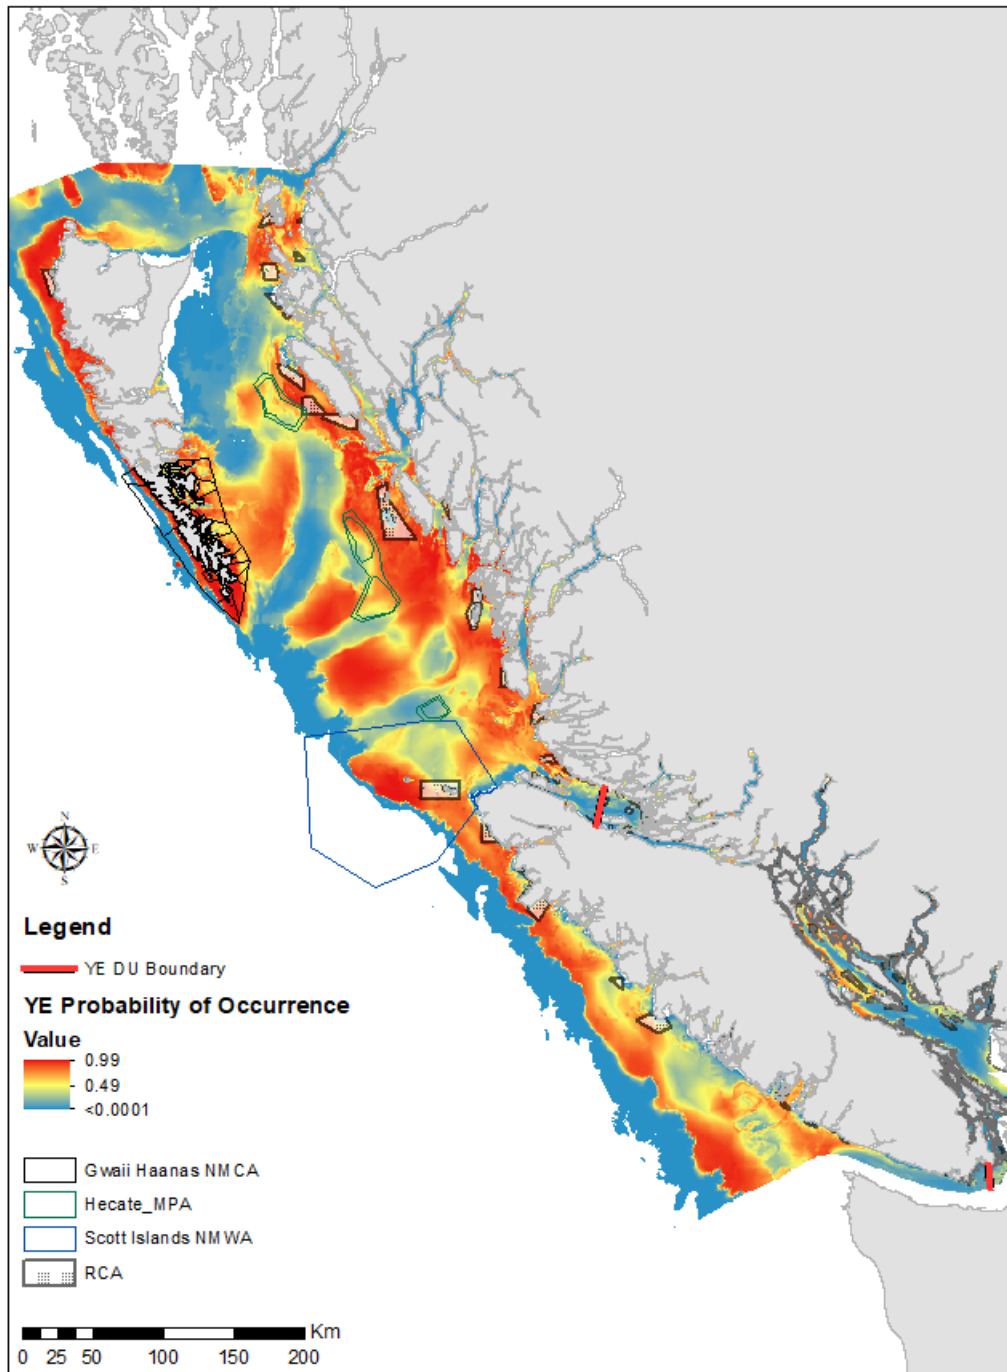 N
W E
S
Legend
YE DU Boundary
YE Probability of Occurrence
Value
0.99
0.49
<0.0001
Gwaii Haanas NMCA
Hecate_MPA
Scott Islands NMWA
RCA
Km
0 25 50 100 150 200